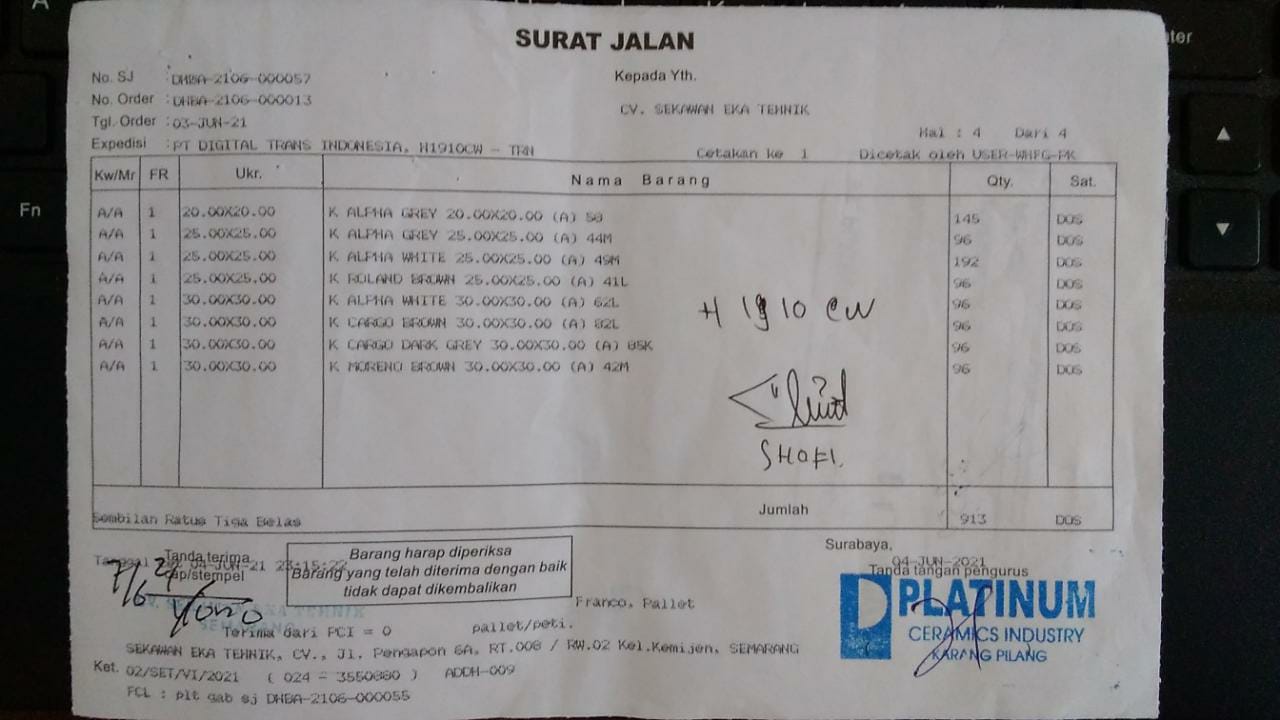 SURAT JALAN
No. SJ : DHBA-2106-000057
No. Order : DHBA-2106-000013
Tgl. Order : 03-JUN-21
Expedisi : PT DIGITAL TRANS INDONESIA, H1910CW - TRN
Kepada Yth.
CV. SEKAWAN EKA TEHNIK
Hal : 4 Dari 4
Cetakan ke 1 Dicetak oleh USER-WHFG-PK
Kw/Mr FR Ukr. Nama Barang Qty. Sat.
A/A 1 20.00X20.00 K ALPHA GREY 20.00X20.00 (A) 58 145 DOS
A/A 1 25.00X25.00 K ALPHA GREY 25.00X25.00 (A) 44M 96 DOS
A/A 1 25.00X25.00 K ALPHA WHITE 25.00X25.00 (A) 49M 192 DOS
A/A 1 25.00X25.00 K ROLAND BROWN 25.00X25.00 (A) 41L 96 DOS
A/A 1 30.00X30.00 K ALPHA WHITE 30.00X30.00 (A) 62L 96 DOS
A/A 1 30.00X30.00 K CARGO BROWN 30.00X30.00 (A) 82L 96 DOS
A/A 1 30.00X30.00 K CARGO DARK GREY 30.00X30.00 (A) 85K 96 DOS
A/A 1 30.00X30.00 K MORENO BROWN 30.00X30.00 (A) 42M 96 DOS
H 1910 CW
SHOFI.
Jumlah
Sembilan Ratus Tiga Belas 913 DOS
Surabaya,
04-JUN-2021
Tanda tangan pengurus
04-JUN-21 23:15:22
Tanda terima
cap/stempel
7/6 21
Yono
Barang harap diperiksa
Barang yang telah diterima dengan baik
tidak dapat dikembalikan
EKA TEHNIK
SEMARANG
Franco, Pallet
Terima dari PCI = 0 pallet/peti.
PLATINUM
CERAMICS INDUSTRY
KARANG PILANG
SEKAWAN EKA TEHNIK, CV., Jl. Pengapon 6A, RT.008 / RW.02 Kel.Kemijen, SEMARANG
Ket. 02/SET/VI/2021 ( 024 - 3550880 ) ADDH-009
FCL : plt gab sj DHBA-2106-000055
A
Fn